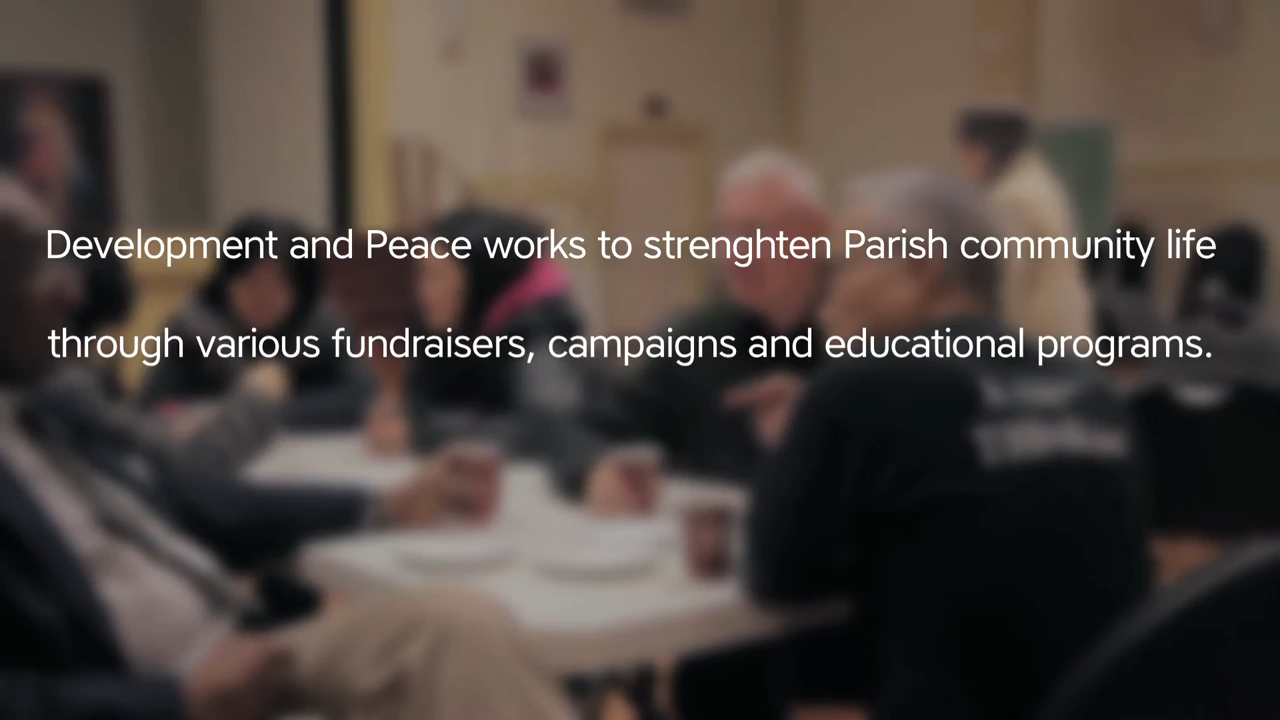 Development and Peace works to strenghten Parish community life
through various fundraisers, campaigns and educational programs.